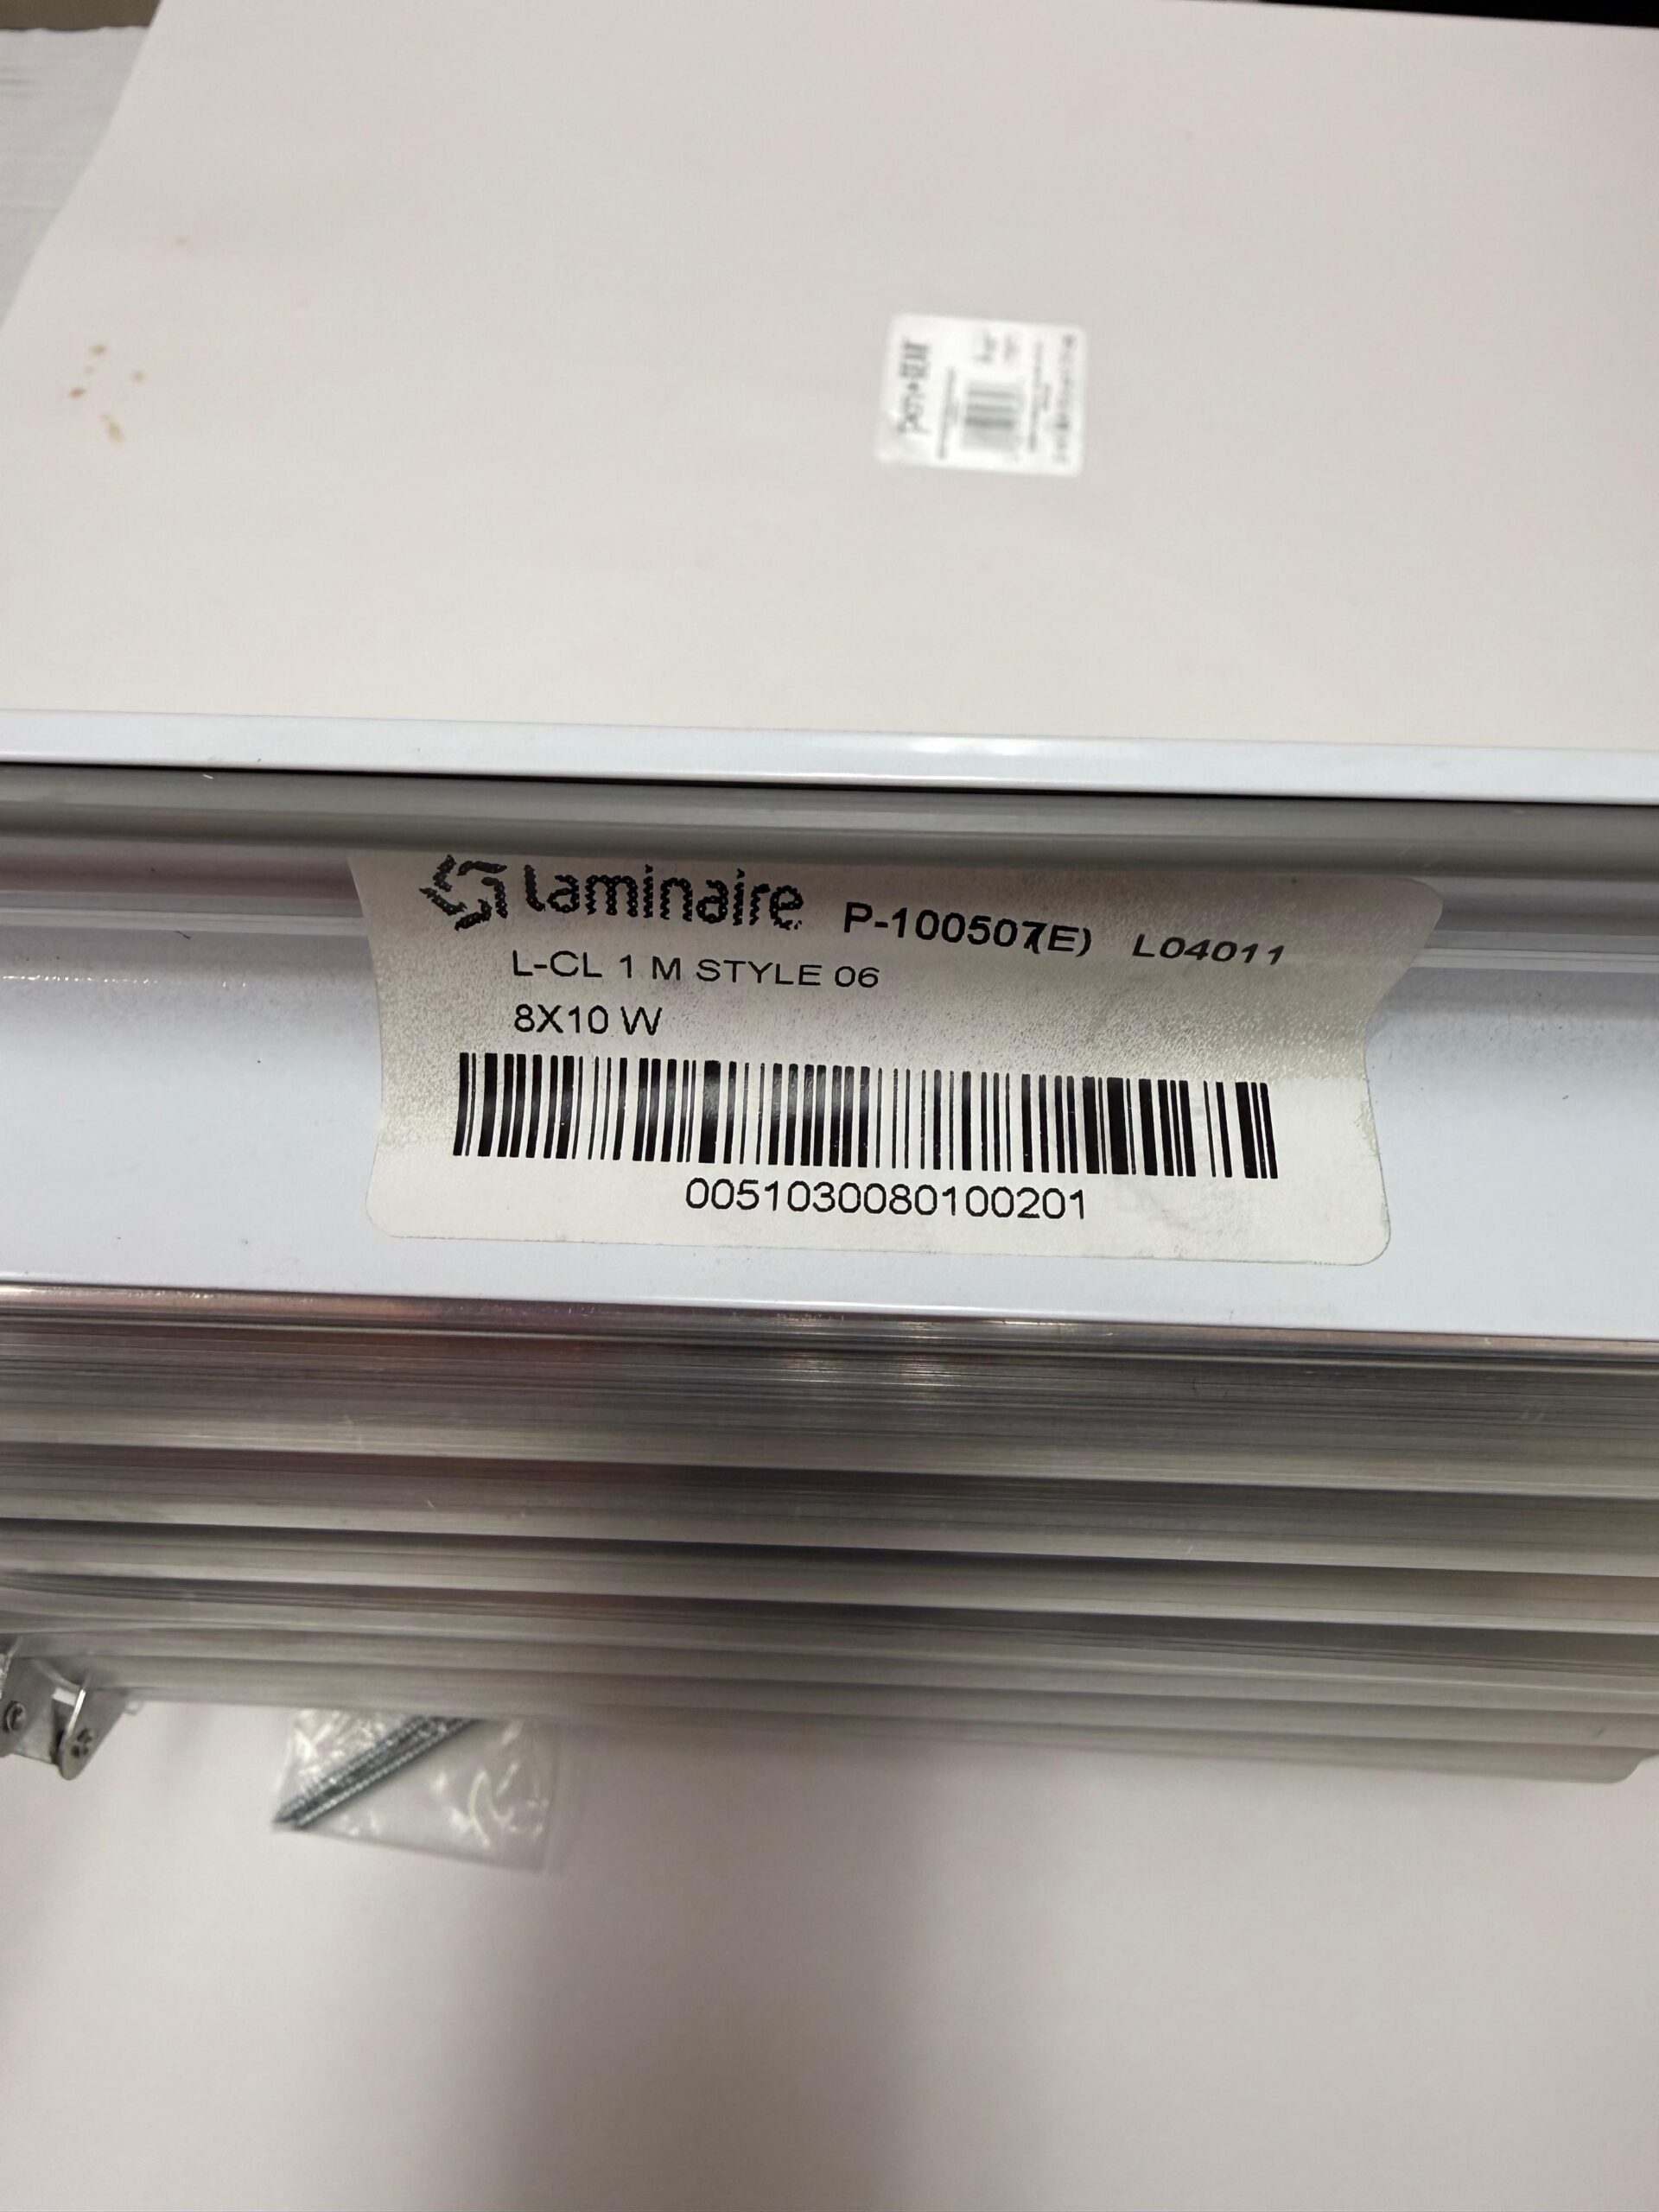 Laminaire P-100507(E) L04011
L-CL 1 M STYLE 06
8X10 W
0051030080100201